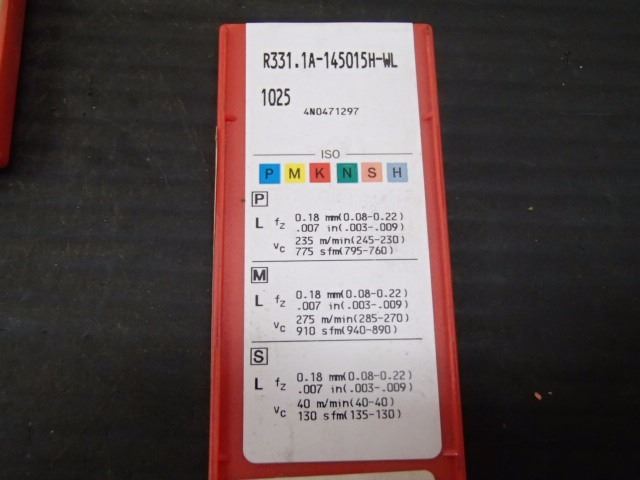 R331.1A-145015H-WL
1025
4N0471297
ISO
P M K N S H
P
L fz 0.18 mm(0.08-0.22)
.007 in(.003-.009)
vc 235 m/min(245-230)
775 sfm(795-760)
M
L fz 0.18 mm(0.08-0.22)
.007 in(.003-.009)
vc 275 m/min(285-270)
910 sfm(940-890)
S
L fz 0.18 mm(0.08-0.22)
.007 in(.003-.009)
vc 40 m/min(40-40)
130 sfm(135-130)